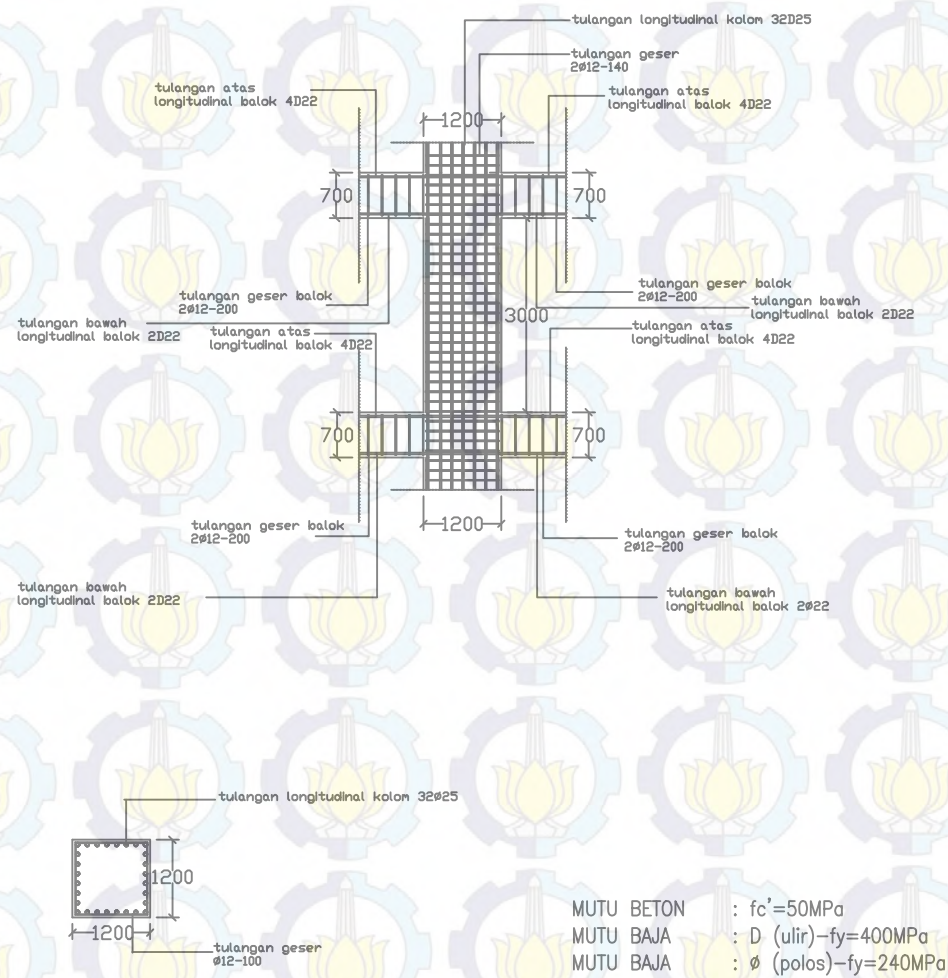 tulangan longitudinal kolom 32D25
tulangan geser
2ø12-140
tulangan atas
longitudinal balok 4D22
tulangan atas
longitudinal balok 4D22
1200
700
700
tulangan geser balok
2ø12-200
tulangan geser balok
2ø12-200
tulangan bawah
longitudinal balok 2D22
3000
tulangan bawah
longitudinal balok 2D22
tulangan atas
longitudinal balok 4D22
tulangan atas
longitudinal balok 4D22
700
700
1200
tulangan geser balok
2ø12-200
tulangan geser balok
2ø12-200
tulangan bawah
longitudinal balok 2D22
tulangan bawah
longitudinal balok 2ø22
tulangan longitudinal kolom 32ø25
1200
1200
tulangan geser
ø12-100
MUTU BETON : fc'=50MPa
MUTU BAJA : D (ulir)-fy=400MPa
MUTU BAJA : ø (polos)-fy=240MPa